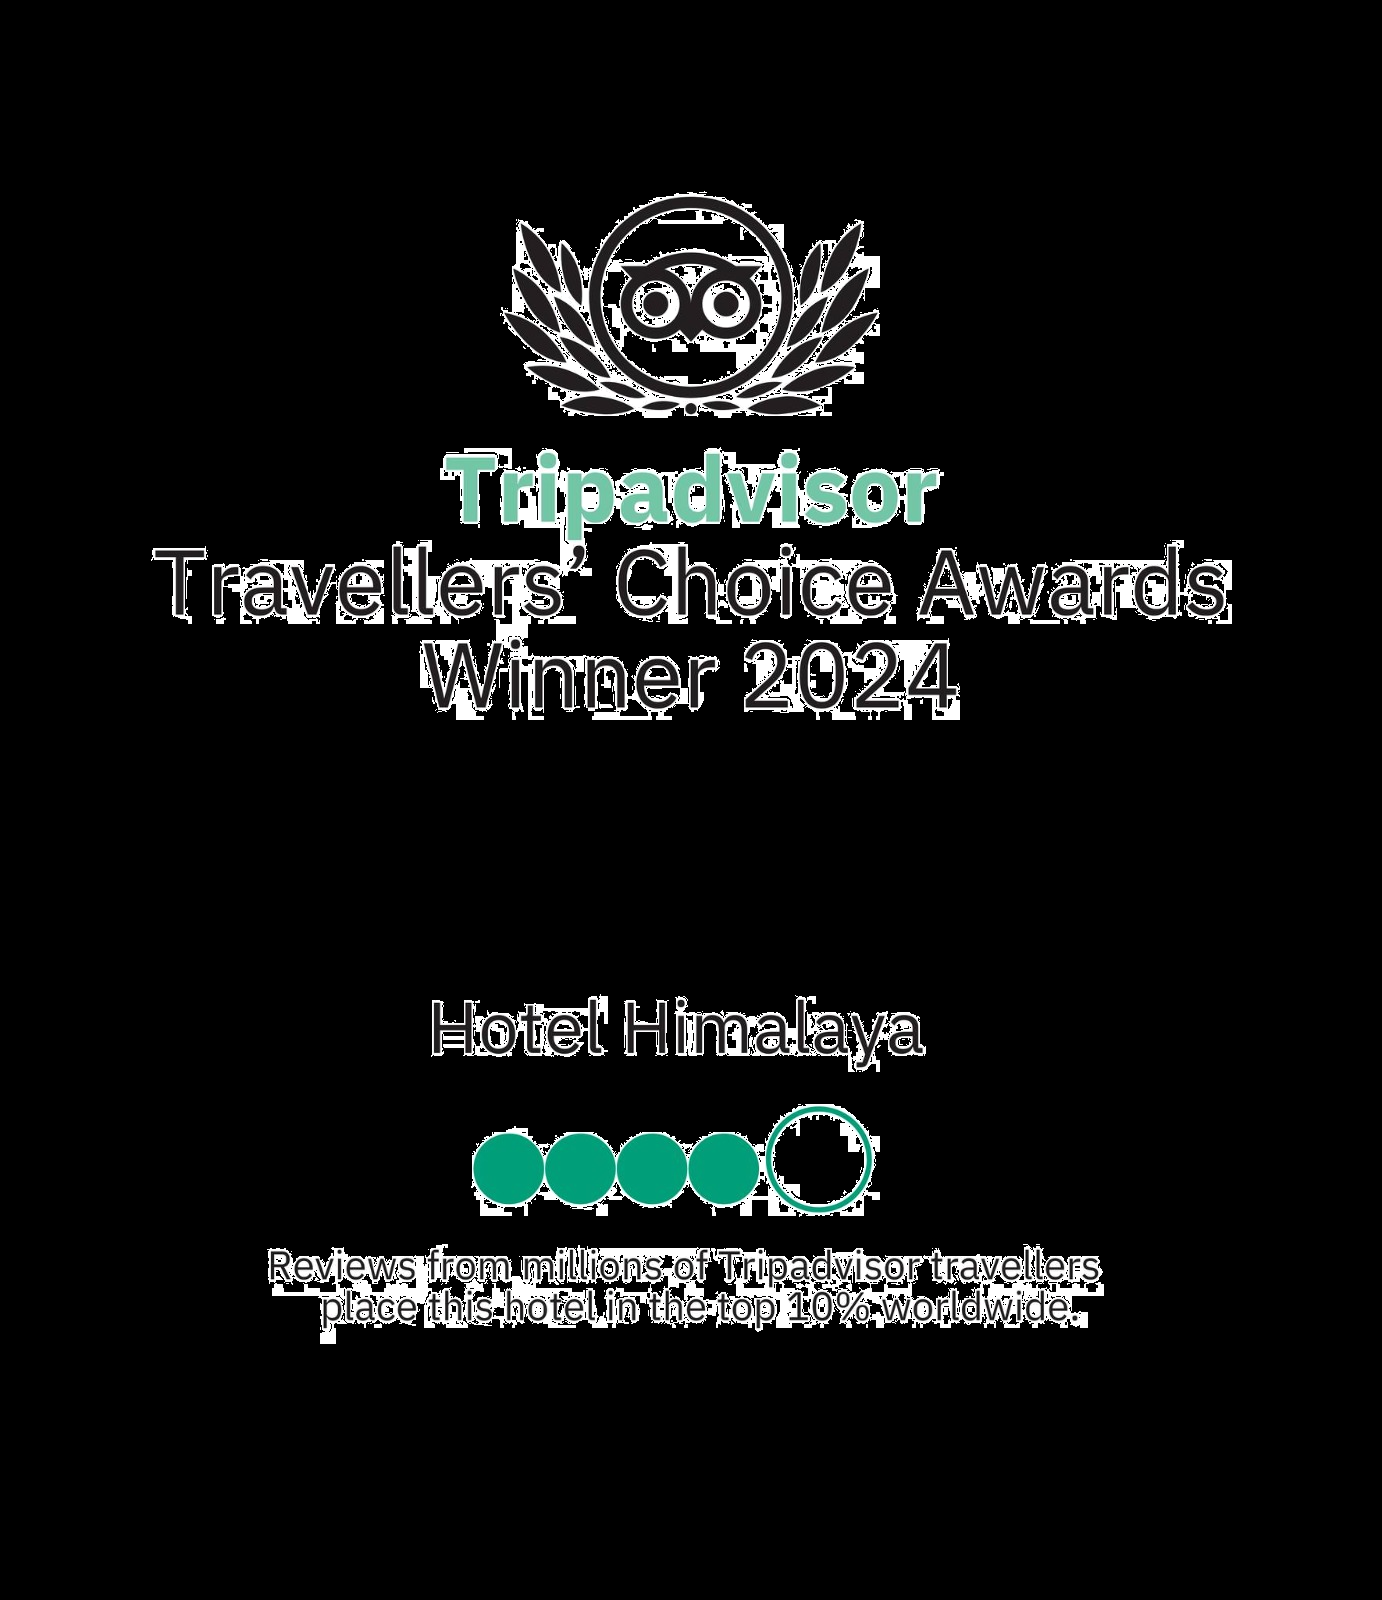 Tripadvisor
Travellers’ Choice Awards
Winner 2024
Hotel Himalaya
Reviews from millions of Tripadvisor travellers
place this hotel in the top 10% worldwide.